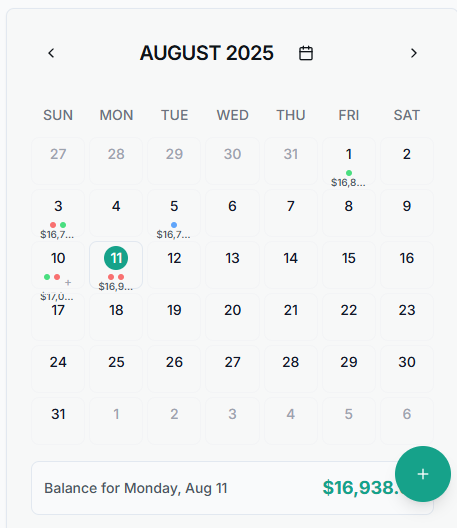 AUGUST 2025
SUN MON TUE WED THU FRI SAT
27 28 29 30 31 1 2
$16,8...
3 4 5 6 7 8 9
$16,7... $16,7...
10 11 12 13 14 15 16
+
$17,0... $16,9...
17 18 19 20 21 22 23
24 25 26 27 28 29 30
31 1 2 3 4 5 6
Balance for Monday, Aug 11 $16,938.